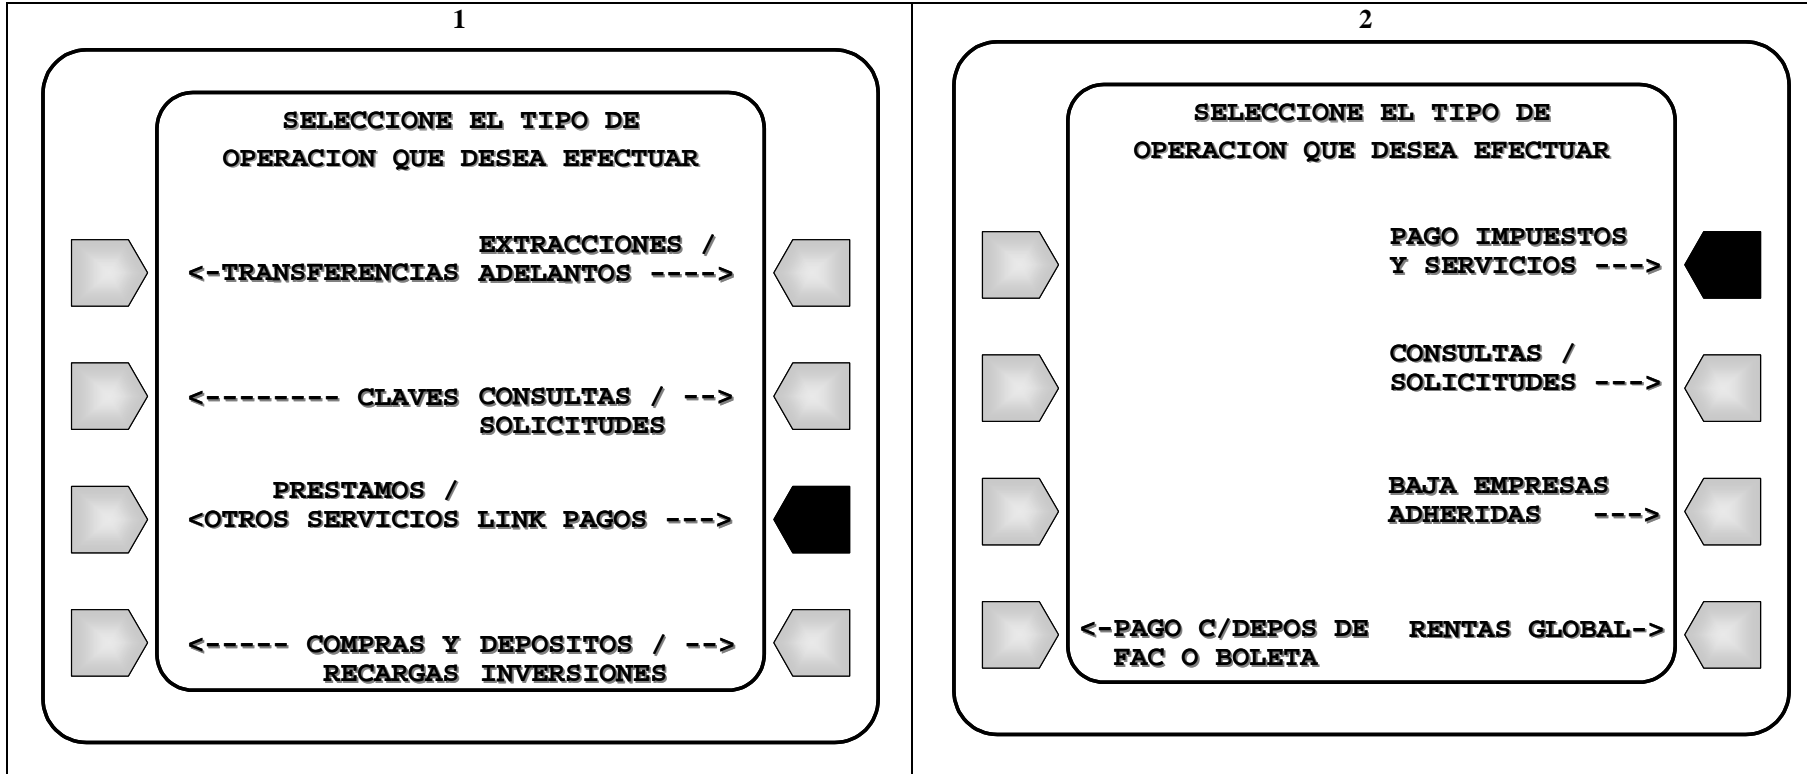 1
SELECCIONE EL TIPO DE
OPERACION QUE DESEA EFECTUAR
EXTRACCIONES /
<-TRANSFERENCIAS ADELANTOS ---->
<-------- CLAVES CONSULTAS / -->
SOLICITUDES
PRESTAMOS /
<OTROS SERVICIOS LINK PAGOS --->
<----- COMPRAS Y DEPOSITOS / -->
RECARGAS INVERSIONES
2
SELECCIONE EL TIPO DE
OPERACION QUE DESEA EFECTUAR
PAGO IMPUESTOS
Y SERVICIOS --->
CONSULTAS /
SOLICITUDES --->
BAJA EMPRESAS
ADHERIDAS --->
<-PAGO C/DEPOS DE RENTAS GLOBAL->
FAC O BOLETA